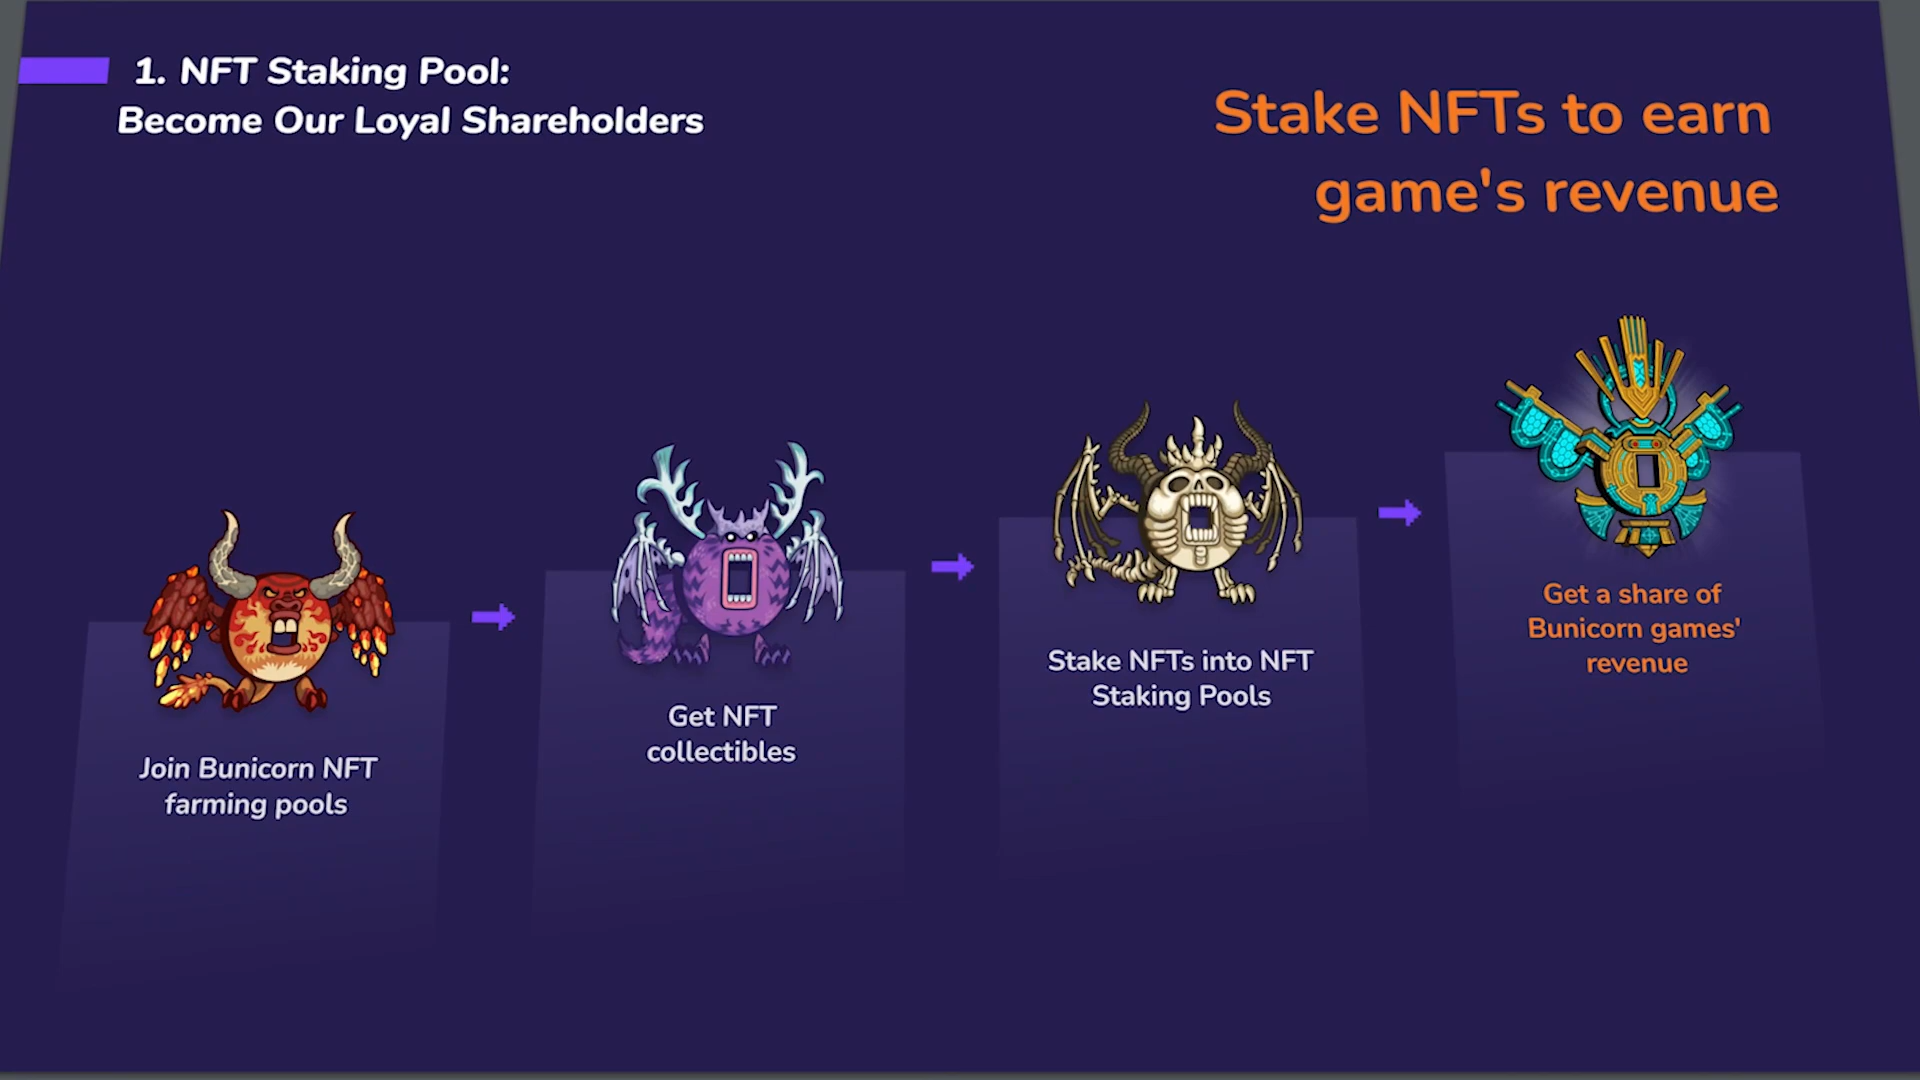 1. NFT Staking Pool:
Become Our Loyal Shareholders
Stake NFTs to earn
game's revenue
Join Bunicorn NFT
farming pools
Get NFT
collectibles
Stake NFTs into NFT
Staking Pools
Get a share of
Bunicorn games'
revenue